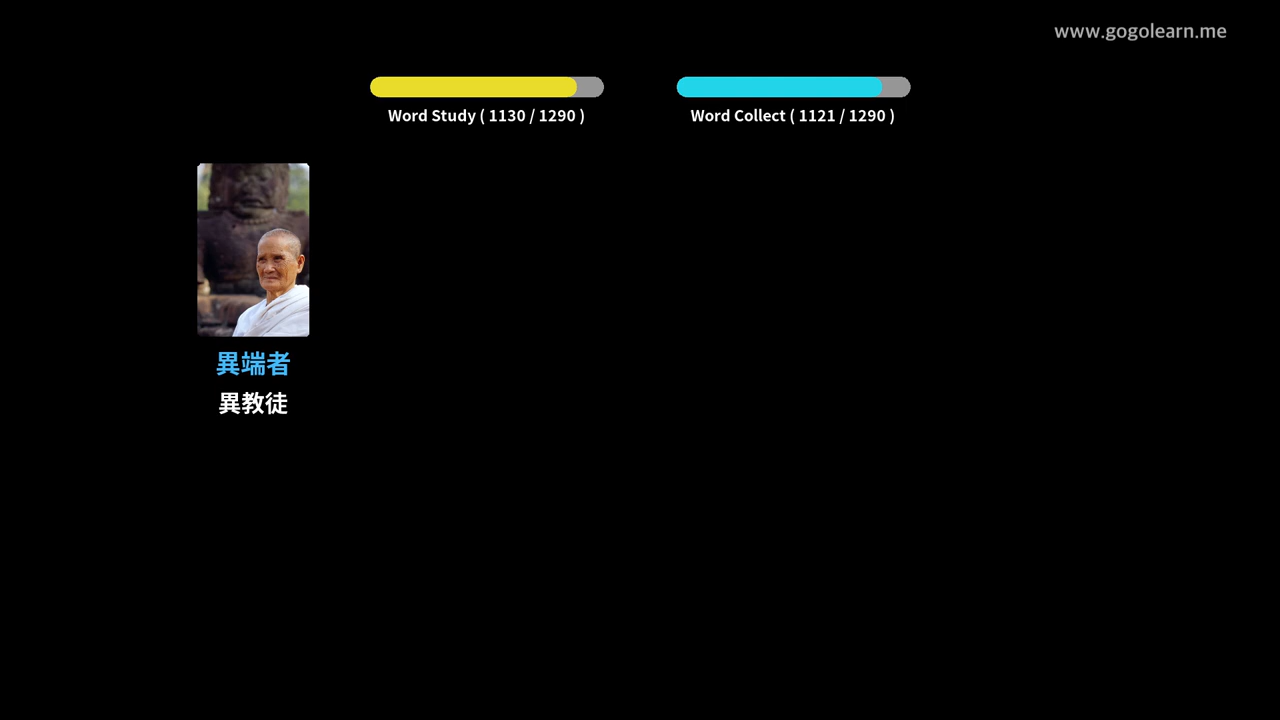 www.gogolearn.me
Word Study ( 1130 / 1290 )
Word Collect ( 1121 / 1290 )
異端者
異教徒